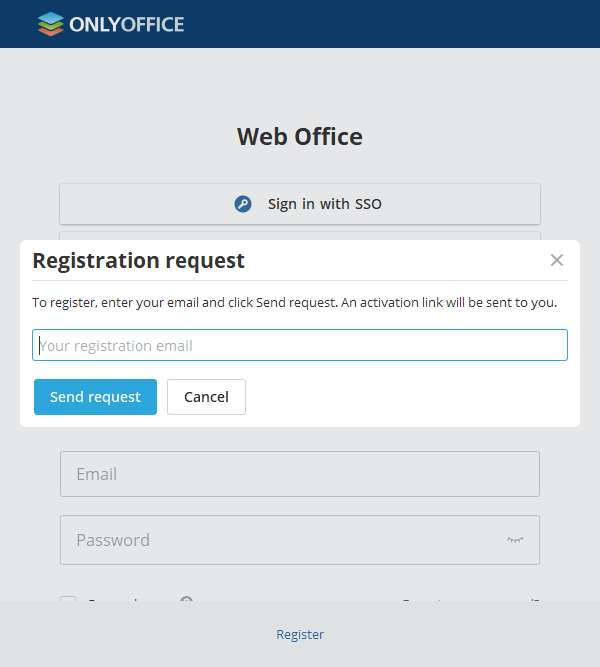 ONLYOFFICE
Web Office
Sign in with SSO
Registration request
To register, enter your email and click Send request. An activation link will be sent to you.
Your registration email
Send request
Cancel
Email
Password
Register